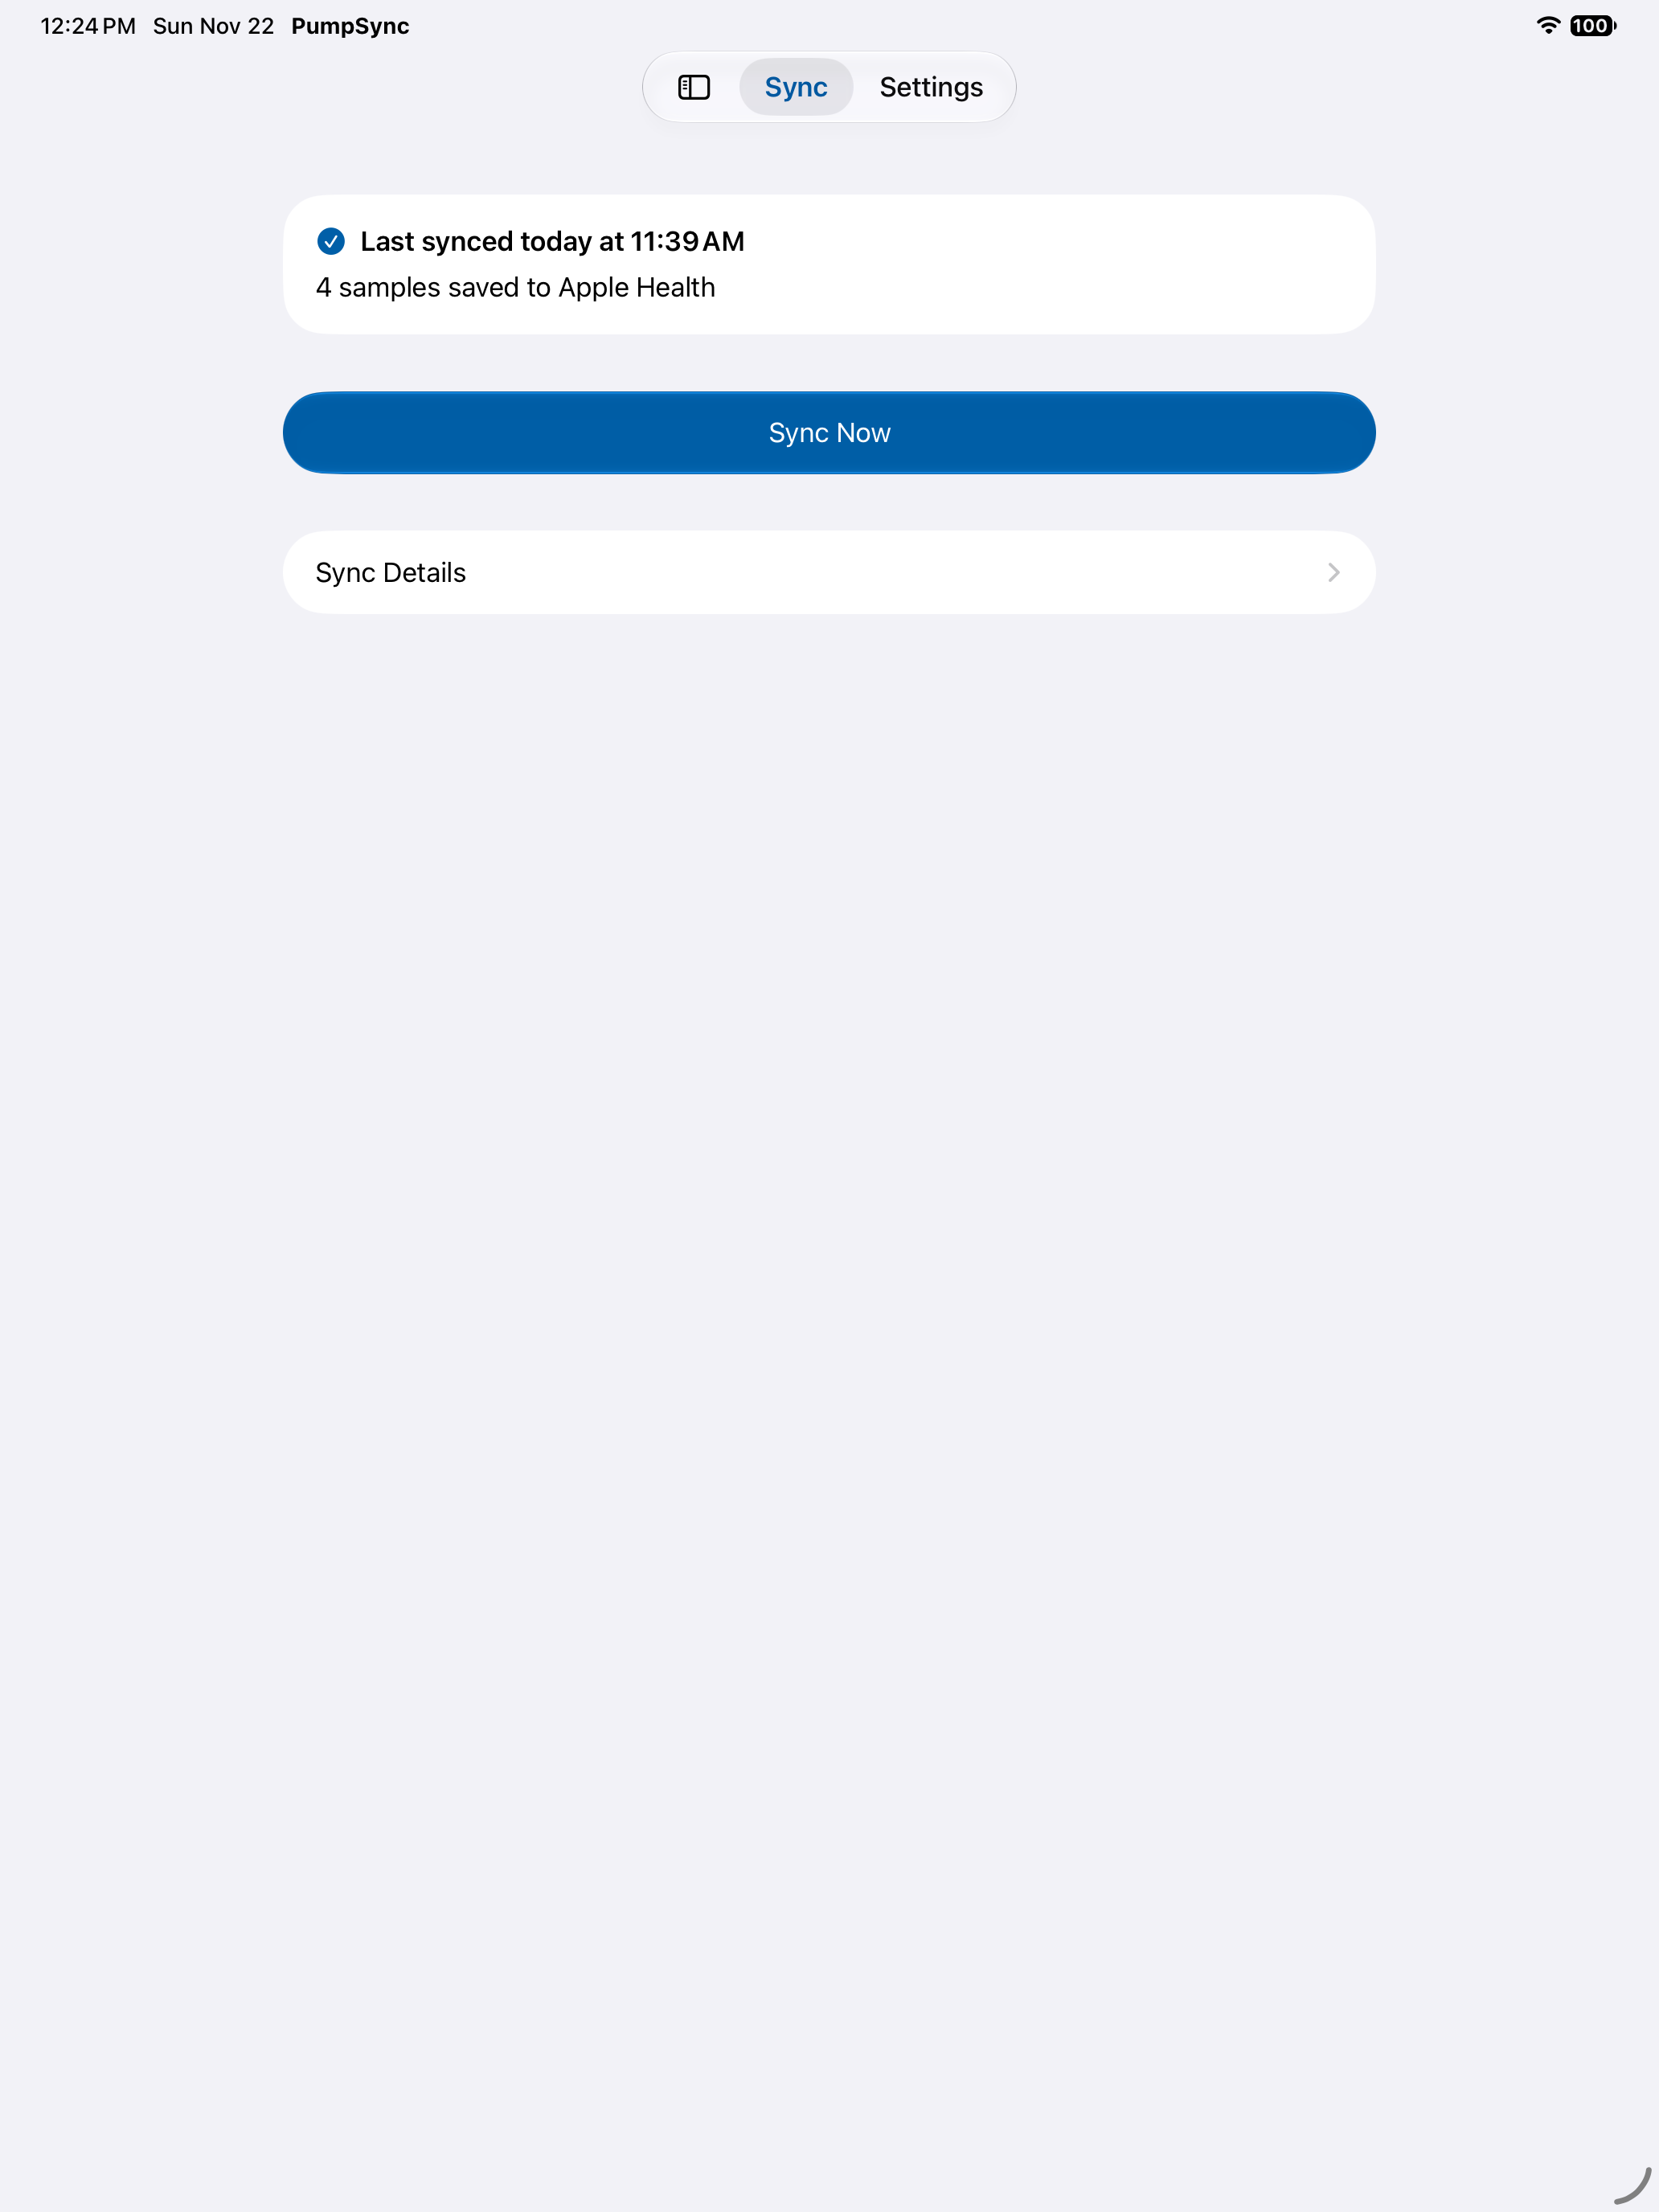 12:24 PM Sun Nov 22 PumpSync
100
Sync Settings
Last synced today at 11:39 AM
4 samples saved to Apple Health
Sync Now
Sync Details